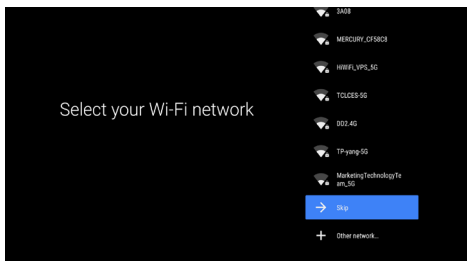 3A08
MERCURY_CF58C8
HiWiFi_VPS_5G
TCLCES-5G
Select your Wi-Fi network
DD2.4G
TP-yang-5G
MarketingTechnologyTe
am_5G
Skip
Other network...